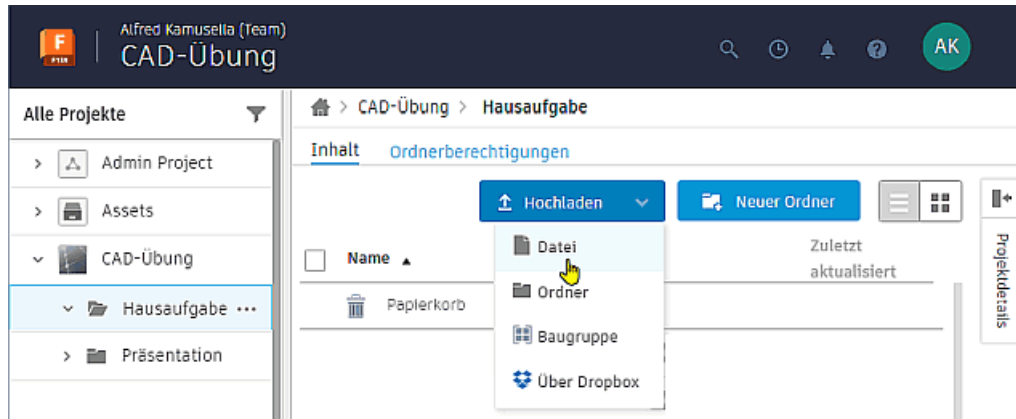 Alfred Kamusella (Team)
F
CAD-Übung
AK
Alle Projekte
CAD-Übung > Hausaufgabe
Admin Project
Inhalt
Ordnerberechtigungen
Assets
Hochladen
Neuer Ordner
CAD-Übung
Name
Datei
Zuletzt
aktualisiert
Hausaufgabe ...
Papierkorb
Ordner
Projektdetails
Präsentation
Baugruppe
Über Dropbox